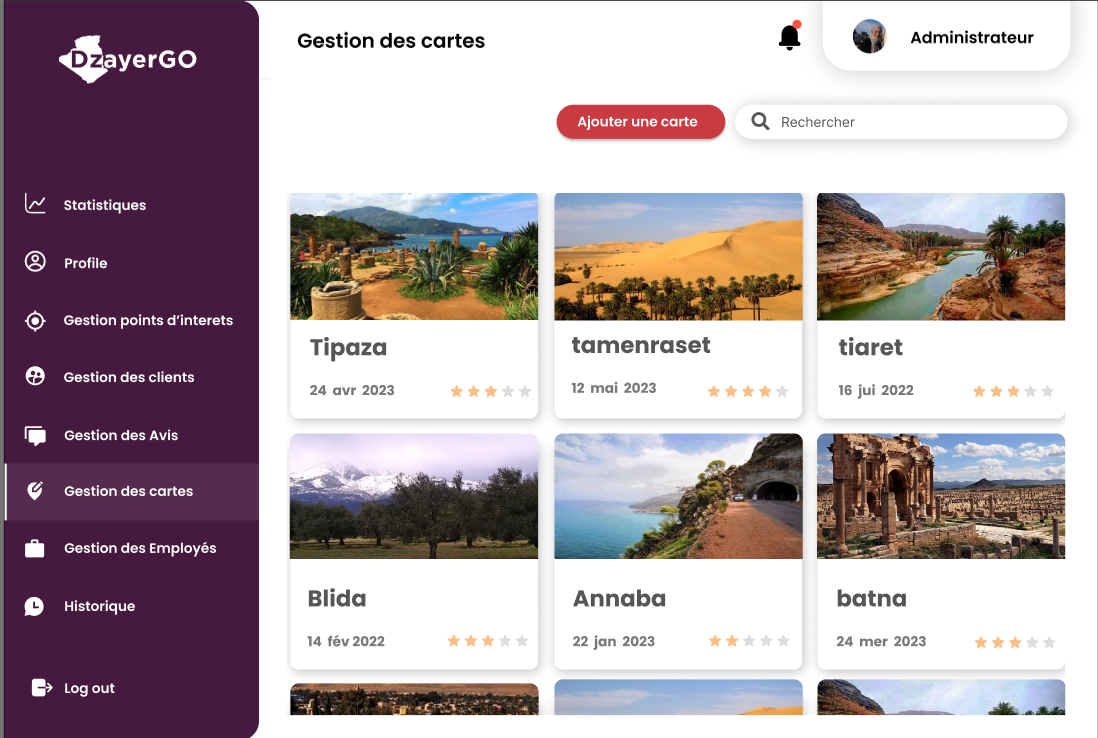 DzayerGO
Gestion des cartes
Administrateur
Ajouter une carte
Rechercher
Statistiques
Profile
Gestion points d’interets
Gestion des clients
Gestion des Avis
Gestion des cartes
Gestion des Employés
Historique
Log out
Tipaza
24 avr 2023
tamenraset
12 mai 2023
tiaret
16 jui 2022
Blida
14 fév 2022
Annaba
22 jan 2023
batna
24 mer 2023